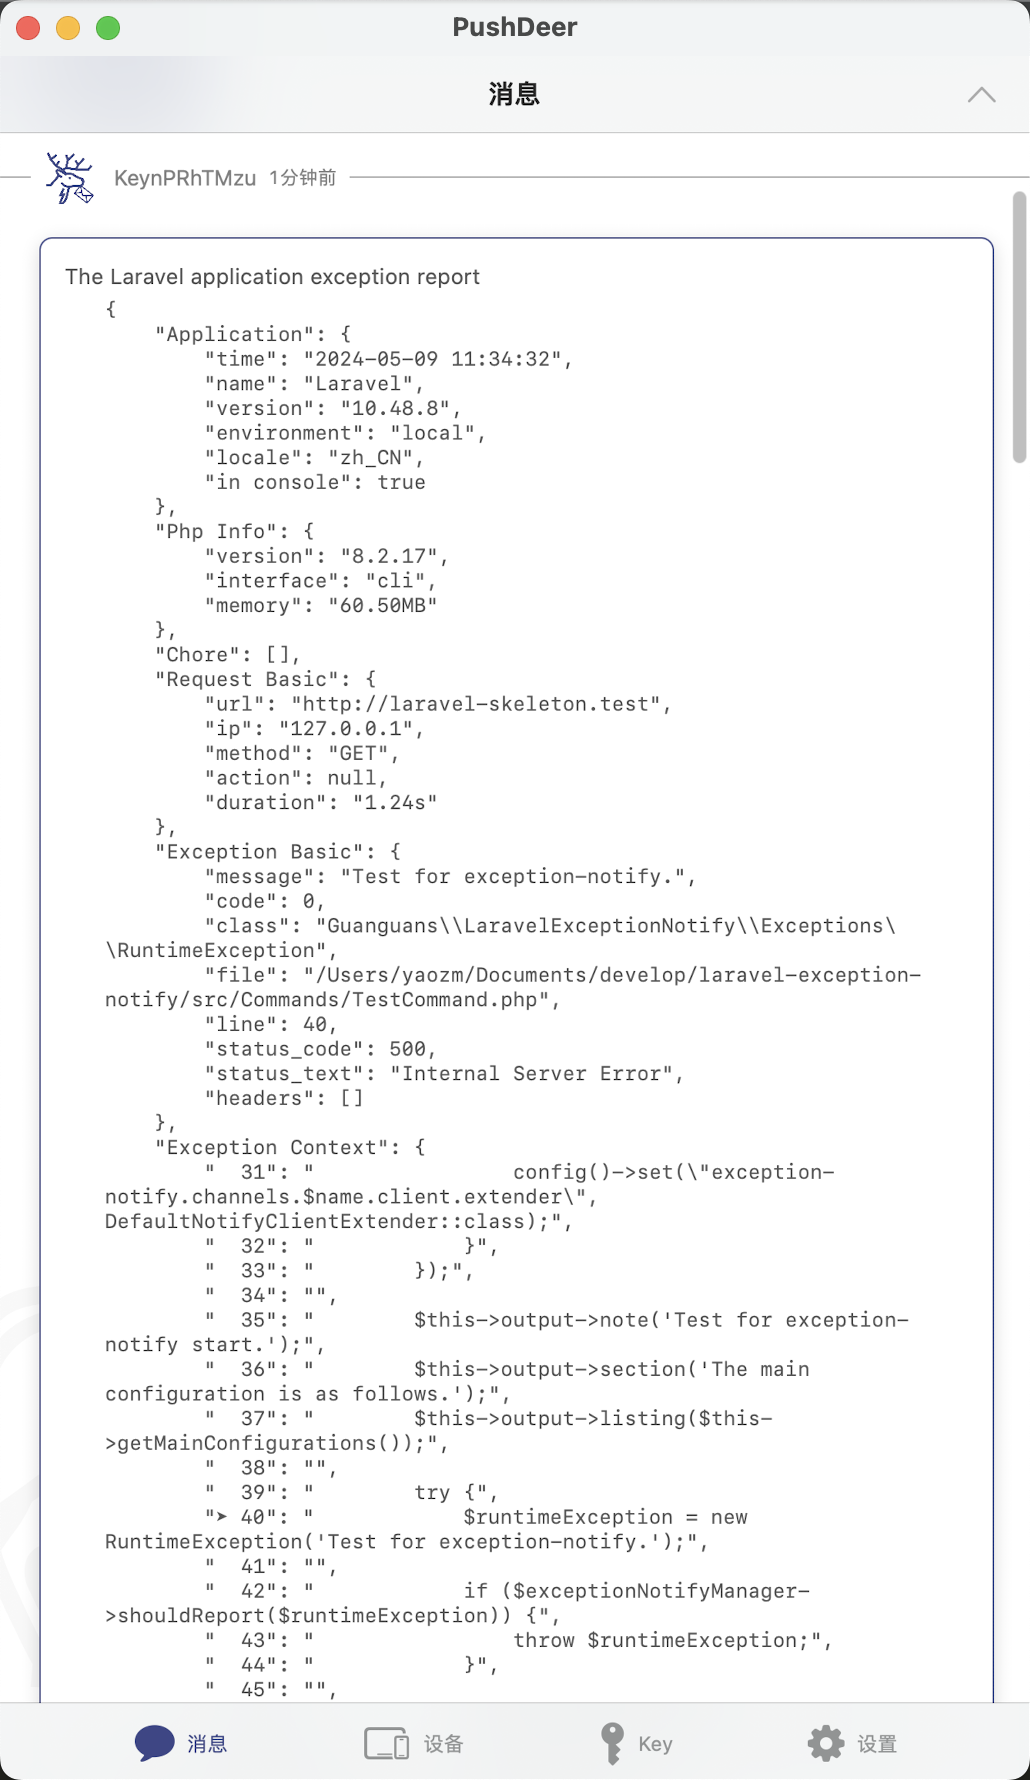 PushDeer
消息
KeynPRhTMzu 1分钟前
The Laravel application exception report
{
    "Application": {
        "time": "2024-05-09 11:34:32",
        "name": "Laravel",
        "version": "10.48.8",
        "environment": "local",
        "locale": "zh_CN",
        "in console": true
    },
    "Php Info": {
        "version": "8.2.17",
        "interface": "cli",
        "memory": "60.50MB"
    },
    "Chore": [],
    "Request Basic": {
        "url": "http://laravel-skeleton.test",
        "ip": "127.0.0.1",
        "method": "GET",
        "action": null,
        "duration": "1.24s"
    },
    "Exception Basic": {
        "message": "Test for exception-notify.",
        "code": 0,
        "class": "Guanguans\\LaravelExceptionNotify\\Exceptions\
\RuntimeException",
        "file": "/Users/yaozm/Documents/develop/laravel-exception-
notify/src/Commands/TestCommand.php",
        "line": 40,
        "status_code": 500,
        "status_text": "Internal Server Error",
        "headers": []
    },
    "Exception Context": {
        "  31": "                config()->set(\"exception-
notify.channels.$name.client.extender\",
DefaultNotifyClientExtender::class);",
        "  32": "            }",
        "  33": "        });",
        "  34": "",
        "  35": "        $this->output->note('Test for exception-
notify start.');",
        "  36": "        $this->output->section('The main
configuration is as follows.');",
        "  37": "        $this->output->listing($this-
>getMainConfigurations());",
        "  38": "",
        "  39": "        try {",
        "➤ 40": "            $runtimeException = new
RuntimeException('Test for exception-notify.');",
        "  41": "",
        "  42": "            if ($exceptionNotifyManager-
>shouldReport($runtimeException)) {",
        "  43": "                throw $runtimeException;",
        "  44": "            }",
        "  45": "",
消息 设备 Key 设置